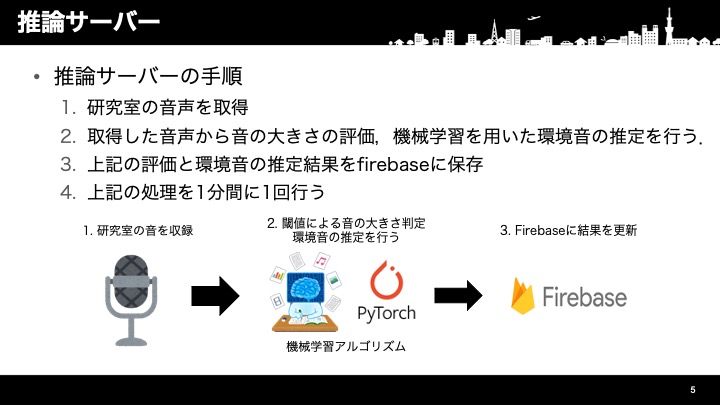 推論サーバー
• 推論サーバーの手順
1. 研究室の音声を取得
2. 取得した音声から音の大きさの評価，機械学習を用いた環境音の推定を行う．
3. 上記の評価と環境音の推定結果をfirebaseに保存
4. 上記の処理を1分間に1回行う
1. 研究室の音を収録
2. 閾値による音の大きさ判定
環境音の推定を行う
3. Firebaseに結果を更新
PyTorch
Firebase
機械学習アルゴリズム
5